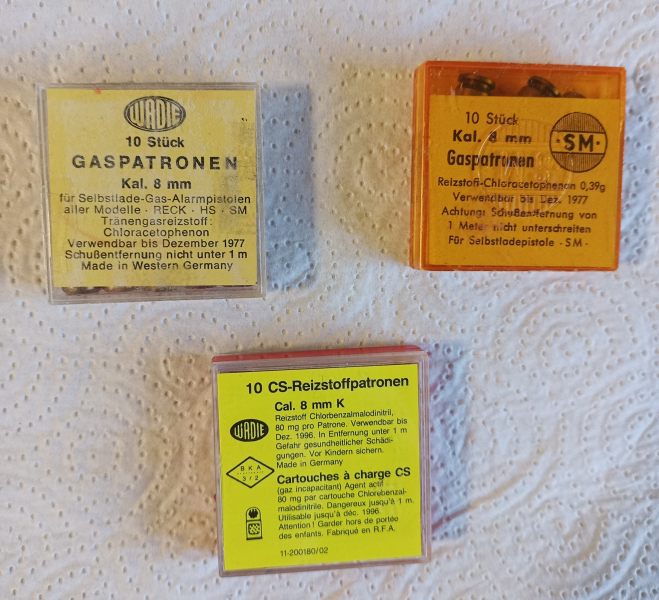 WADIE
10 Stück
GASPATRONEN
Kal. 8 mm
für Selbstlade-Gas-Alarmpistolen
aller Modelle · RECK · HS · SM
Tränengasreizstoff:
Chloracetophenon
Verwendbar bis Dezember 1977
Schußentfernung nicht unter 1 m
Made in Western Germany
10 Stück
Kal. 8 mm
Gaspatronen
·SM·
Reizstoff-Chloracetophenon 0,39g
Verwendbar bis Dez. 1977
Achtung: Schußentfernung von
1 Meter nicht unterschreiten
Für Selbstladepistole ·SM·
10 CS-Reizstoffpatronen
Cal. 8 mm K
WADIE
Reizstoff Chlorbenzalmalodinitril,
80 mg pro Patrone. Verwendbar bis
Dez. 1996. In Entfernung unter 1 m
Gefahr gesundheitlicher Schädi-
gungen. Vor Kindern sichern.
Made in Germany
BKA
3/2
Cartouches à charge CS
(gaz incapacitant) Agent actif
80 mg par cartouche Chlorebenzal-
malodinitrile. Dangereux jusqu'à 1 m.
Utilisable jusqu'à déc. 1996.
Attention! Garder hors de portée
des enfants. Fabriqué en R.F.A.
11-200180/02